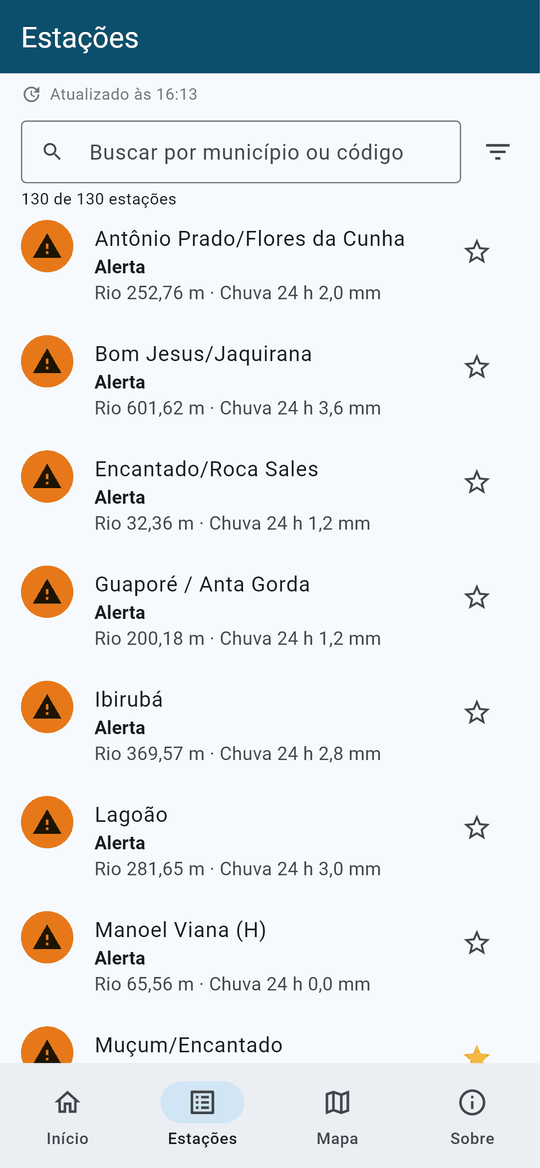 Estações
Atualizado às 16:13
Buscar por município ou código
130 de 130 estações
Antônio Prado/Flores da Cunha
Alerta
Rio 252,76 m · Chuva 24 h 2,0 mm
Bom Jesus/Jaquirana
Alerta
Rio 601,62 m · Chuva 24 h 3,6 mm
Encantado/Roca Sales
Alerta
Rio 32,36 m · Chuva 24 h 1,2 mm
Guaporé / Anta Gorda
Alerta
Rio 200,18 m · Chuva 24 h 1,2 mm
Ibirubá
Alerta
Rio 369,57 m · Chuva 24 h 2,8 mm
Lagoão
Alerta
Rio 281,65 m · Chuva 24 h 3,0 mm
Manoel Viana (H)
Alerta
Rio 65,56 m · Chuva 24 h 0,0 mm
Muçum/Encantado
Início
Estações
Mapa
Sobre